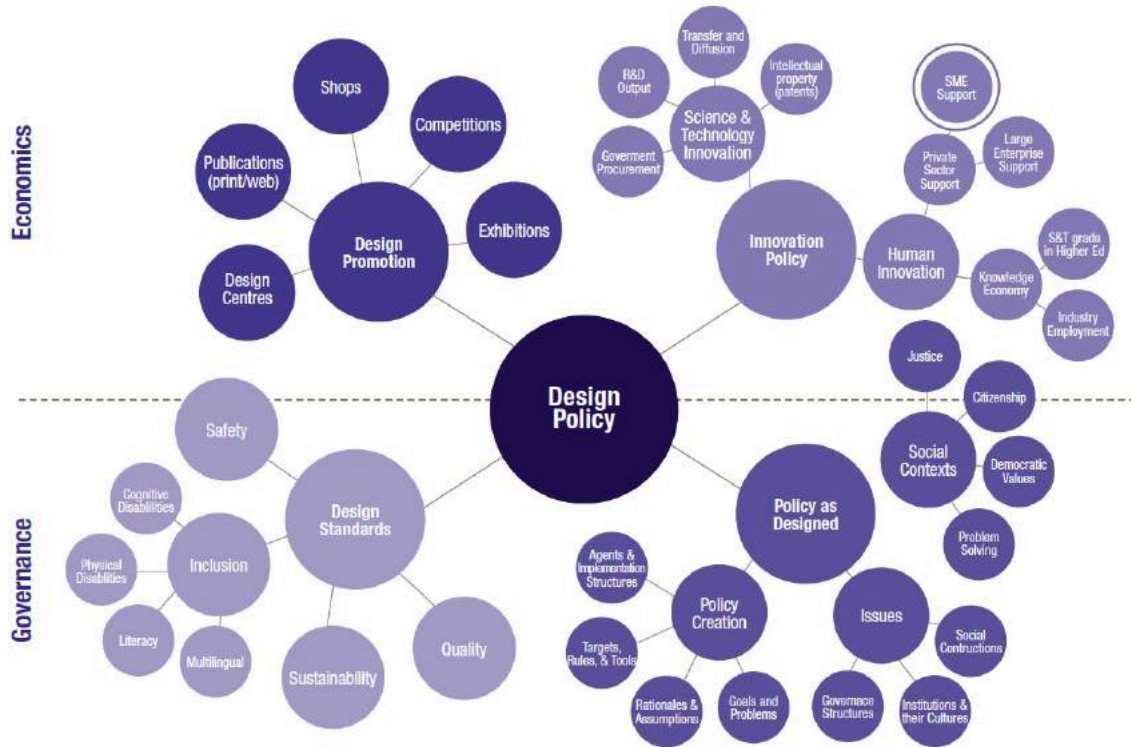 Economics
Shops
Competitions
Publications
(print/web)
Design
Promotion
Exhibitions
Design
Centres
Transfer and
Diffusion
R&D
Output
Intellectual
property
(patents)
Science &
Technology
Innovation
Goverment
Procurement
SME
Support
Private
Sector
Support
Large
Enterprise
Support
Innovation
Policy
Human
Innovation
S&T grads
in Higher Ed
Knowledge
Economy
Industry
Employment
Design
Policy
Governance
Safety
Design
Standards
Cognitive
Disablilities
Inclusion
Physical
Disablities
Literacy
Multilingual
Sustainability
Quality
Justice
Citizenship
Social
Contexts
Democratic
Values
Problem
Solving
Policy as
Designed
Agents &
Implementation
Structures
Policy
Creation
Targets,
Rules, & Tools
Rationales &
Assumptions
Goals and
Problems
Issues
Social
Contructions
Governace
Structures
Institutions &
their Cultures